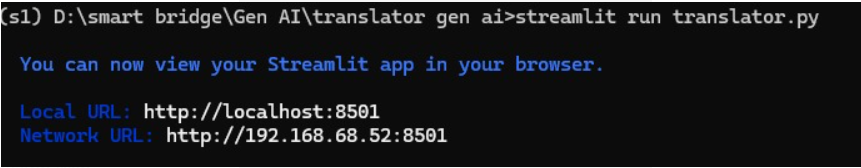 (s1) D:\smart bridge\Gen AI\translator gen ai>streamlit run translator.py
You can now view your Streamlit app in your browser.
Local URL: http://localhost:8501
Network URL: http://192.168.68.52:8501